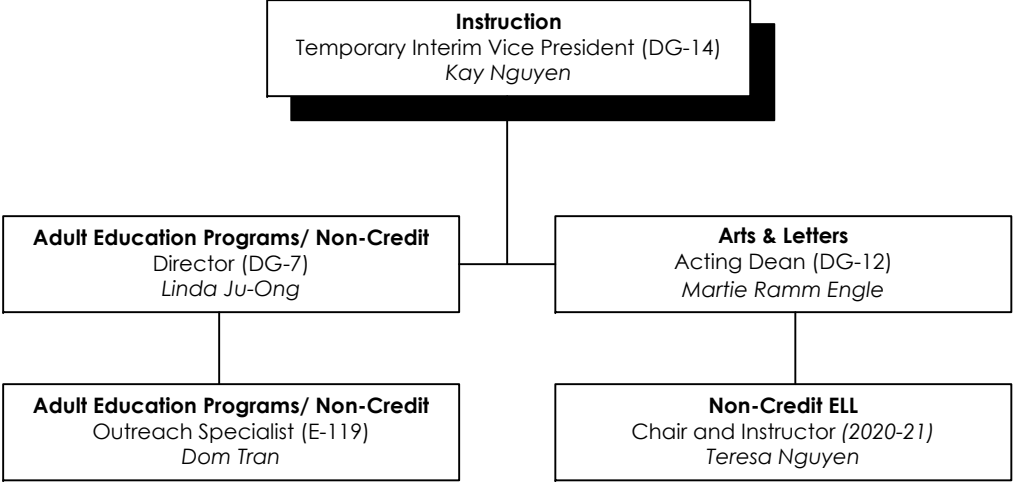 Instruction
Temporary Interim Vice President (DG-14)
Kay Nguyen
Adult Education Programs/ Non-Credit
Director (DG-7)
Linda Ju-Ong
Arts & Letters
Acting Dean (DG-12)
Martie Ramm Engle
Adult Education Programs/ Non-Credit
Outreach Specialist (E-119)
Dom Tran
Non-Credit ELL
Chair and Instructor (2020-21)
Teresa Nguyen